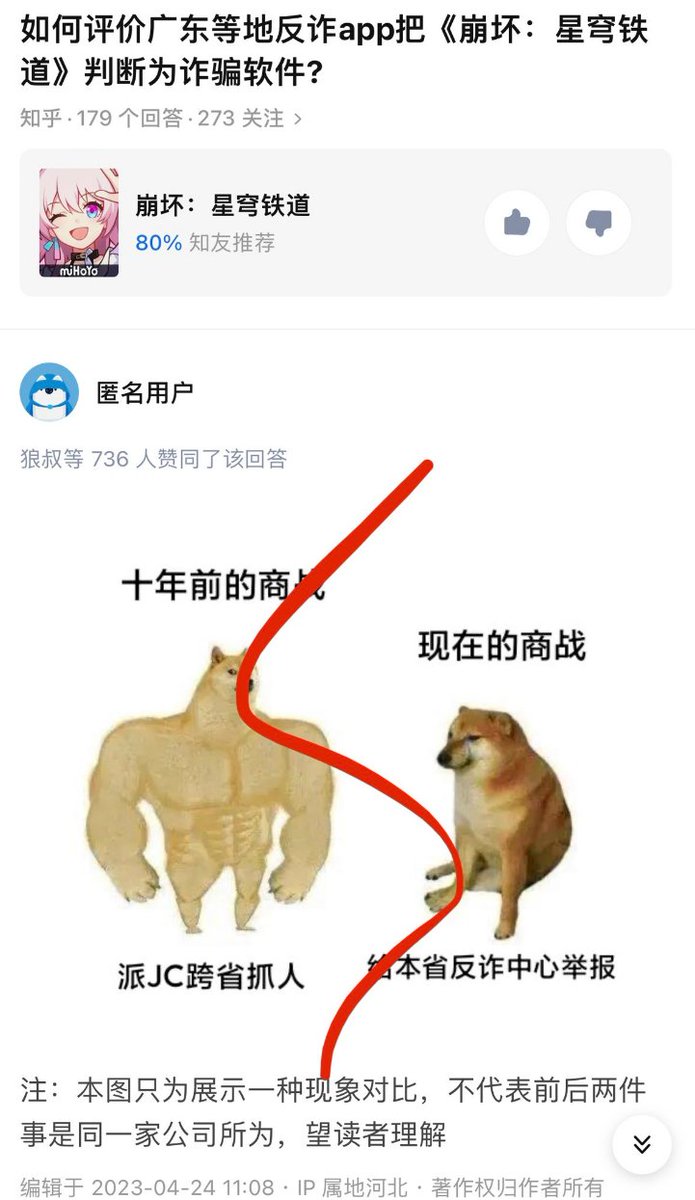 如何评价广东等地反诈app把《崩坏：星穹铁
道》判断为诈骗软件?
知乎 · 179 个回答 · 273 关注 >
崩坏：星穹铁道
80% 知友推荐
miHoYo
匿名用户
狼叔等 736 人赞同了该回答
十年前的商战
现在的商战
派JC跨省抓人
给本省反诈中心举报
注：本图只为展示一种现象对比，不代表前后两件
事是同一家公司所为，望读者理解
编辑于 2023-04-24 11:08 · IP 属地河北 · 著作权归作者所有